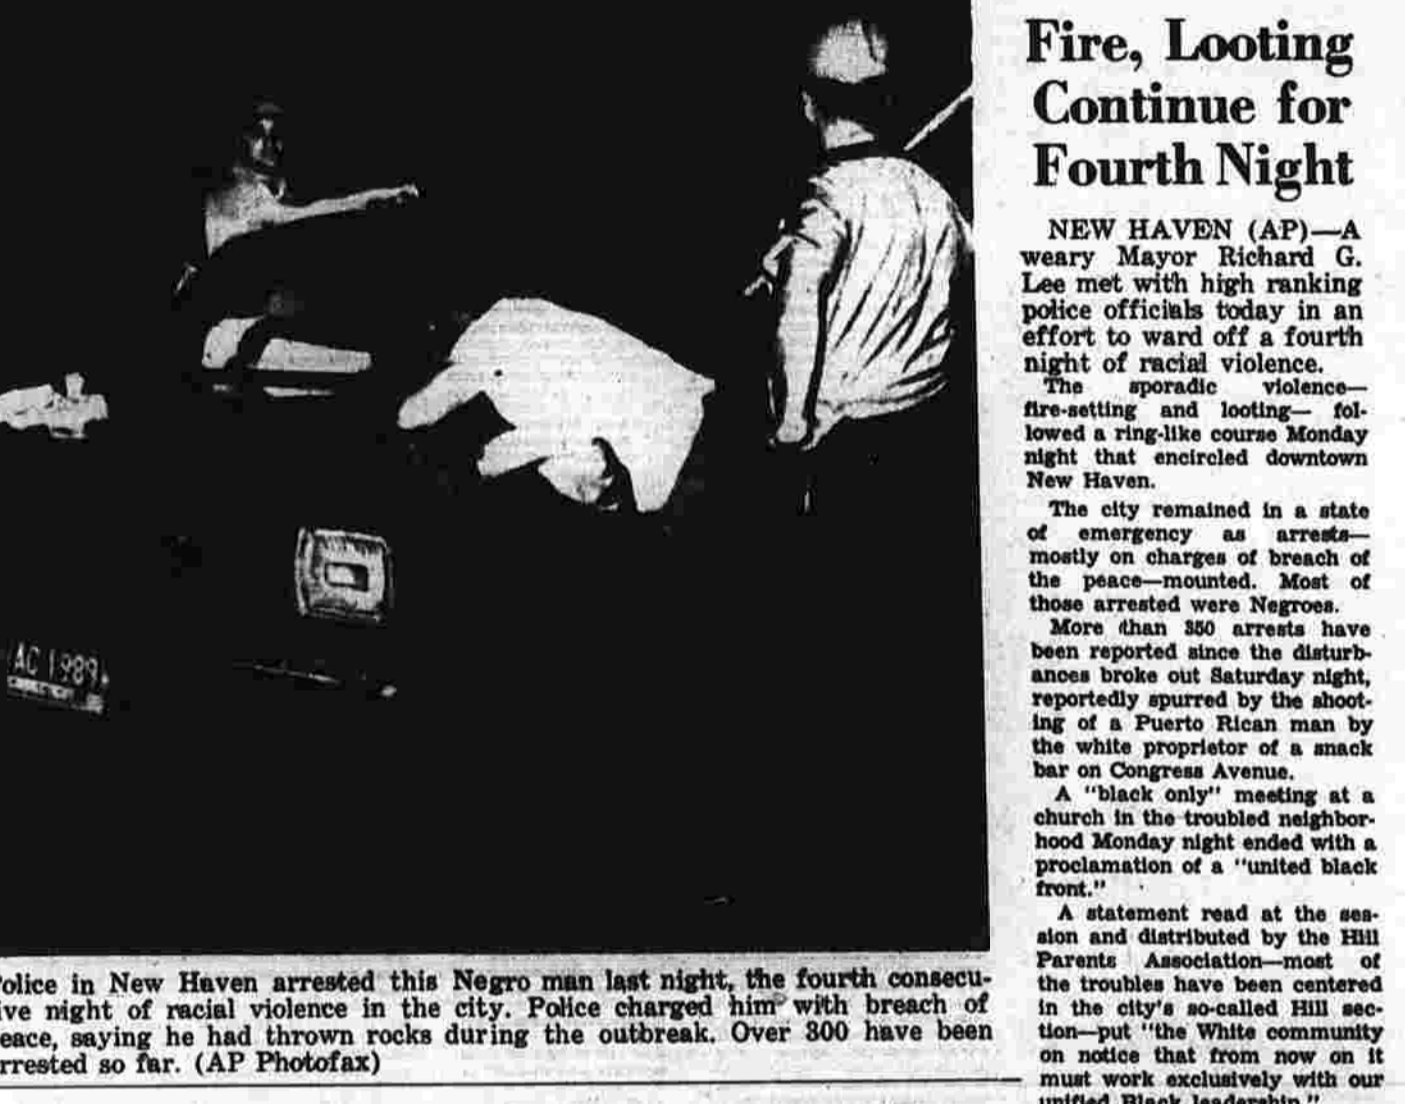 Fire, Looting
Continue for
Fourth Night
NEW HAVEN (AP)—A
weary Mayor Richard G.
Lee met with high ranking
police officials today in an
effort to ward off a fourth
night of racial violence.
The sporadic violence—
fire-setting and looting— fol-
lowed a ring-like course Monday
night that encircled downtown
New Haven.
The city remained in a state
of emergency as arrests—
mostly on charges of breach of
the peace—mounted. Most of
those arrested were Negroes.
More than 350 arrests have
been reported since the disturb-
ances broke out Saturday night,
reportedly spurred by the shoot-
ing of a Puerto Rican man by
the white proprietor of a snack
bar on Congress Avenue.
A "black only" meeting at a
church in the troubled neighbor-
hood Monday night ended with a
proclamation of a "united black
front."
A statement read at the ses-
sion and distributed by the Hill
Parents Association—most of
the troubles have been centered
in the city's so-called Hill sec-
tion—put "the White community
on notice that from now on it
must work exclusively with our
unified Black leadership."
AC 1989
olice in New Haven arrested this Negro man last night, the fourth consecu-
ive night of racial violence in the city. Police charged him with breach of
eace, saying he had thrown rocks during the outbreak. Over 300 have been
rrested so far. (AP Photofax)